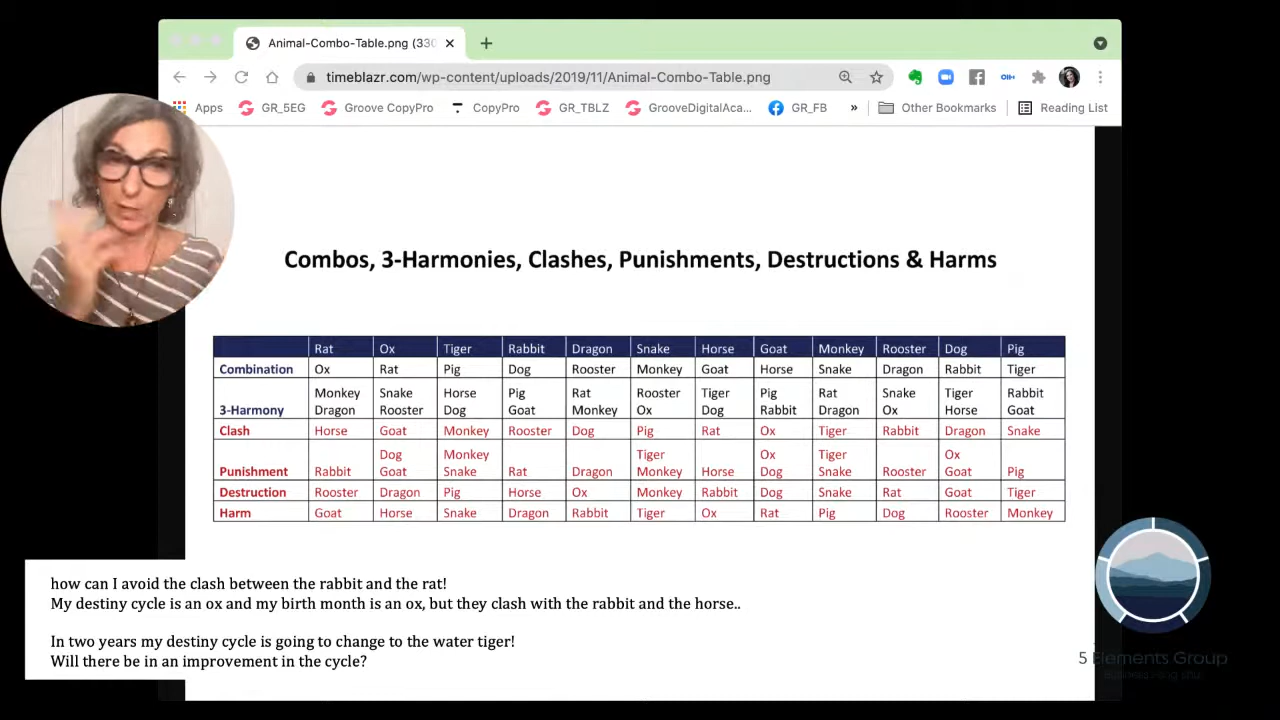 Animal-Combo-Table.png (330
timeblazr.com/wp-content/uploads/2019/11/Animal-Combo-Table.png
Apps GR_5EG Groove CopyPro CopyPro GR_TBLZ GrooveDigitalAca... GR_FB » Other Bookmarks Reading List
Combos, 3-Harmonies, Clashes, Punishments, Destructions & Harms
Rat Ox Tiger Rabbit Dragon Snake Horse Goat Monkey Rooster Dog Pig
Combination Ox Rat Pig Dog Rooster Monkey Goat Horse Snake Dragon Rabbit Tiger
Monkey Snake Horse Pig Rat Rooster Tiger Pig Rat Snake Tiger Rabbit
3-Harmony Dragon Rooster Dog Goat Monkey Ox Dog Rabbit Dragon Ox Horse Goat
Clash Horse Goat Monkey Rooster Dog Pig Rat Ox Tiger Rabbit Dragon Snake
Dog Monkey Tiger Ox Tiger Ox
Punishment Rabbit Goat Snake Rat Dragon Monkey Horse Dog Snake Rooster Goat Pig
Destruction Rooster Dragon Pig Horse Ox Monkey Rabbit Dog Snake Rat Goat Tiger
Harm Goat Horse Snake Dragon Rabbit Tiger Ox Rat Pig Dog Rooster Monkey
how can I avoid the clash between the rabbit and the rat!
My destiny cycle is an ox and my birth month is an ox, but they clash with the rabbit and the horse..
In two years my destiny cycle is going to change to the water tiger!
Will there be in an improvement in the cycle?
5 Elements Group
Business Feng Shui